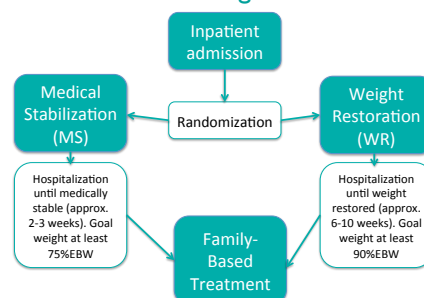 Inpatient
admission
Medical
Stabilization
(MS)
Randomization
Weight
Restoration
(WR)
Hospitalization
until medically
stable (approx.
2-3 weeks). Goal
weight at least
75%EBW
Hospitalization
until weight
restored (approx.
6-10 weeks). Goal
weight at least
90%EBW
Family-
Based
Treatment